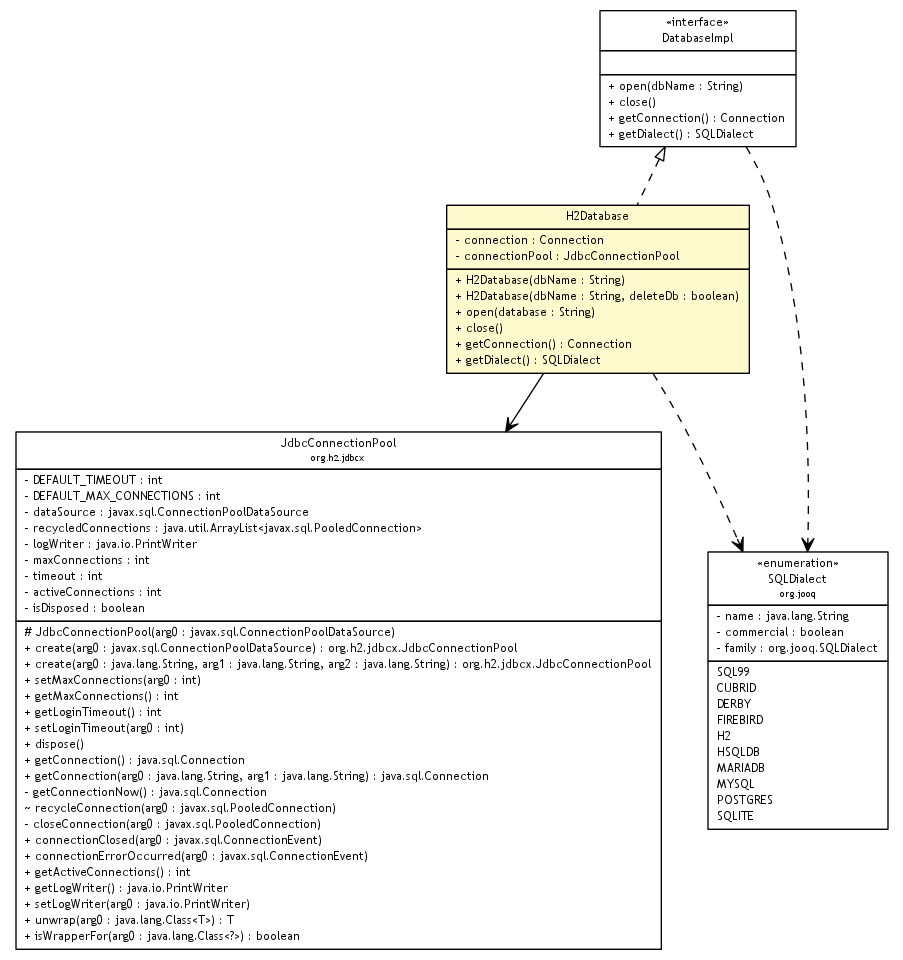 «interface»
DatabaseImpl
+ open(dbName : String)
+ close()
+ getConnection() : Connection
+ getDialect() : SQLDialect
H2Database
- connection : Connection
- connectionPool : JdbcConnectionPool
+ H2Database(dbName : String)
+ H2Database(dbName : String, deleteDb : boolean)
+ open(database : String)
+ close()
+ getConnection() : Connection
+ getDialect() : SQLDialect
JdbcConnectionPool
org.h2.jdbcx
- DEFAULT_TIMEOUT : int
- DEFAULT_MAX_CONNECTIONS : int
- dataSource : javax.sql.ConnectionPoolDataSource
- recycledConnections : java.util.ArrayList<javax.sql.PooledConnection>
- logWriter : java.io.PrintWriter
- maxConnections : int
- timeout : int
- activeConnections : int
- isDisposed : boolean
# JdbcConnectionPool(arg0 : javax.sql.ConnectionPoolDataSource)
+ create(arg0 : javax.sql.ConnectionPoolDataSource) : org.h2.jdbcx.JdbcConnectionPool
+ create(arg0 : java.lang.String, arg1 : java.lang.String, arg2 : java.lang.String) : org.h2.jdbcx.JdbcConnectionPool
+ setMaxConnections(arg0 : int)
+ getMaxConnections() : int
+ getLoginTimeout() : int
+ setLoginTimeout(arg0 : int)
+ dispose()
+ getConnection() : java.sql.Connection
+ getConnection(arg0 : java.lang.String, arg1 : java.lang.String) : java.sql.Connection
- getConnectionNow() : java.sql.Connection
~ recycleConnection(arg0 : javax.sql.PooledConnection)
- closeConnection(arg0 : javax.sql.PooledConnection)
+ connectionClosed(arg0 : javax.sql.ConnectionEvent)
+ connectionErrorOccurred(arg0 : javax.sql.ConnectionEvent)
+ getActiveConnections() : int
+ getLogWriter() : java.io.PrintWriter
+ setLogWriter(arg0 : java.io.PrintWriter)
+ unwrap(arg0 : java.lang.Class<T>) : T
+ isWrapperFor(arg0 : java.lang.Class<?>) : boolean
«enumeration»
SQLDialect
org.jooq
- name : java.lang.String
- commercial : boolean
- family : org.jooq.SQLDialect
SQL99
CUBRID
DERBY
FIREBIRD
H2
HSQLDB
MARIADB
MYSQL
POSTGRES
SQLITE